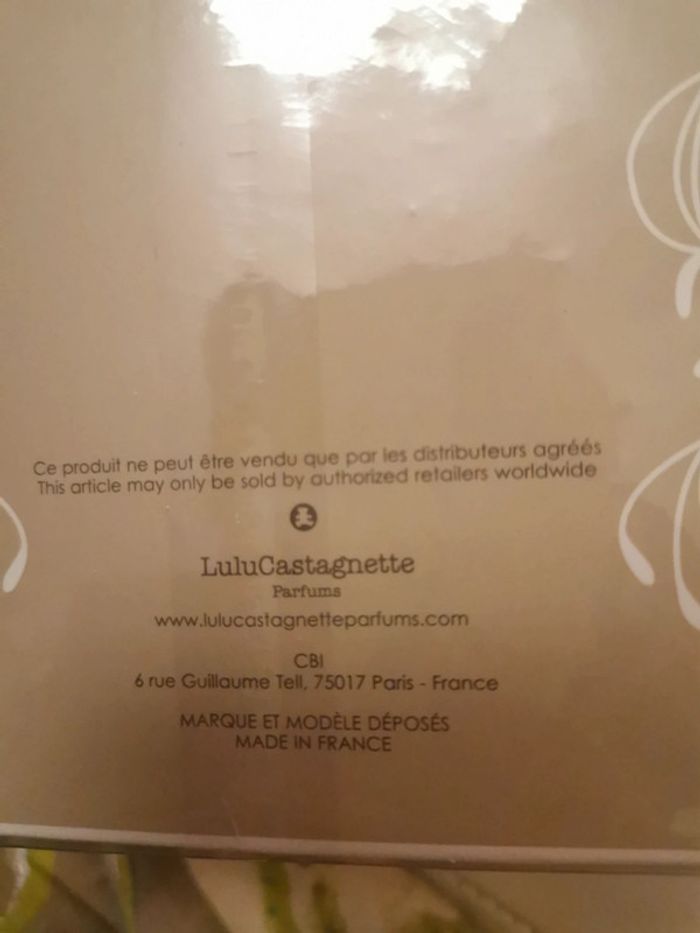 Ce produit ne peut être vendu que par les distributeurs agréés
This article may only be sold by authorized retailers worldwide
LuluCastagnette
Parfums
www.lulucastagnetteparfums.com
CBI
6 rue Guillaume Tell, 75017 Paris - France
MARQUE ET MODÈLE DÉPOSÉS
MADE IN FRANCE